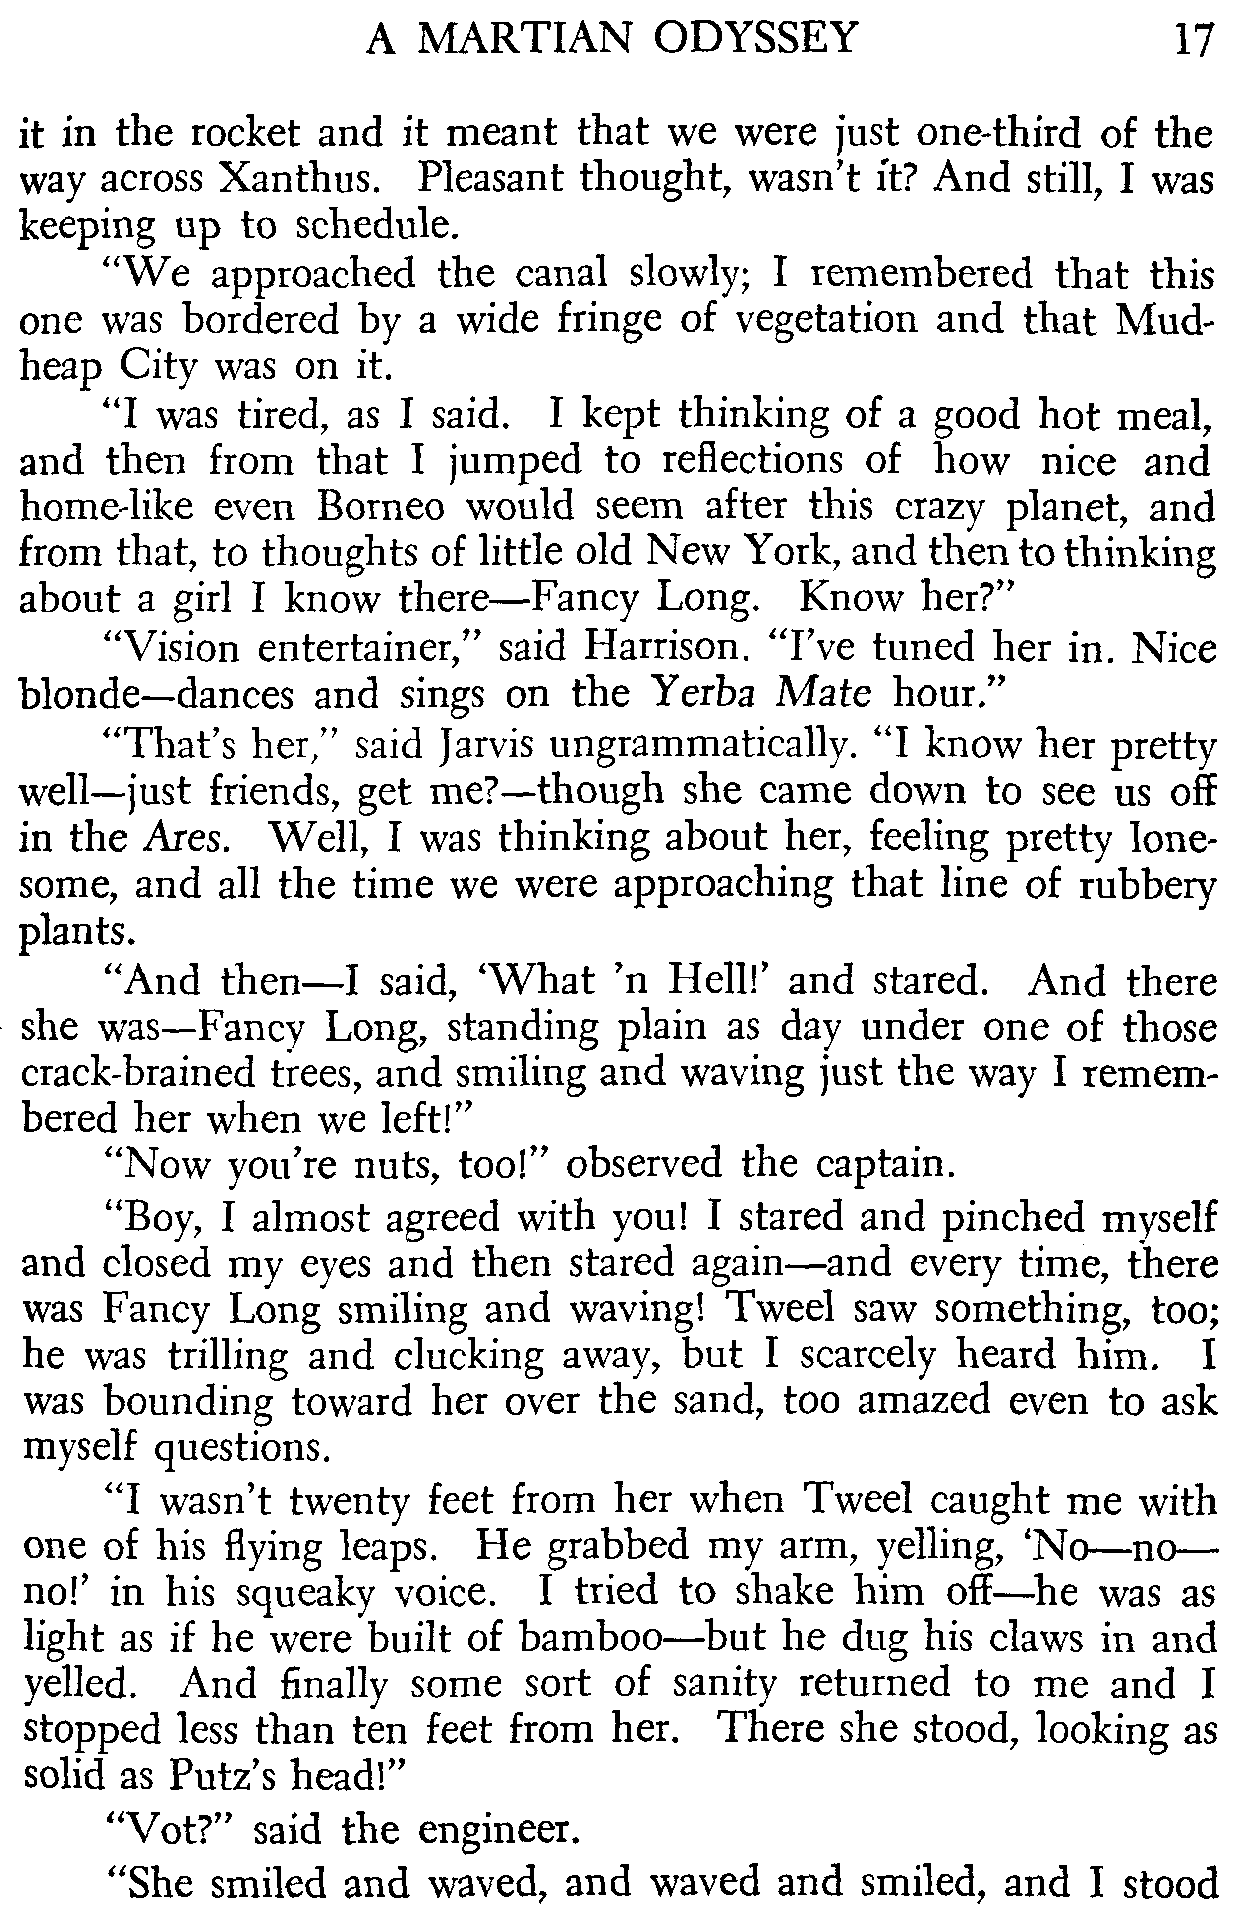 A MARTIAN ODYSSEY 17
it in the rocket and it meant that we were just one-third of the
way across Xanthus. Pleasant thought, wasn't it? And still, I was
keeping up to schedule.
"We approached the canal slowly; I remembered that this
one was bordered by a wide fringe of vegetation and that Mud-
heap City was on it.
"I was tired, as I said. I kept thinking of a good hot meal,
and then from that I jumped to reflections of how nice and
home-like even Borneo would seem after this crazy planet, and
from that, to thoughts of little old New York, and then to thinking
about a girl I know there—Fancy Long. Know her?"
"Vision entertainer," said Harrison. "I've tuned her in. Nice
blonde—dances and sings on the Yerba Mate hour."
"That's her," said Jarvis ungrammatically. "I know her pretty
well—just friends, get me?—though she came down to see us off
in the Ares. Well, I was thinking about her, feeling pretty lone-
some, and all the time we were approaching that line of rubbery
plants.
"And then—I said, 'What 'n Hell!' and stared. And there
she was—Fancy Long, standing plain as day under one of those
crack-brained trees, and smiling and waving just the way I remem-
bered her when we left!"
"Now you're nuts, too!" observed the captain.
"Boy, I almost agreed with you! I stared and pinched myself
and closed my eyes and then stared again—and every time, there
was Fancy Long smiling and waving! Tweel saw something, too;
he was trilling and clucking away, but I scarcely heard him. I
was bounding toward her over the sand, too amazed even to ask
myself questions.
"I wasn't twenty feet from her when Tweel caught me with
one of his flying leaps. He grabbed my arm, yelling, 'No—no—
no!' in his squeaky voice. I tried to shake him off—he was as
light as if he were built of bamboo—but he dug his claws in and
yelled. And finally some sort of sanity returned to me and I
stopped less than ten feet from her. There she stood, looking as
solid as Putz's head!"
"Vot?" said the engineer.
"She smiled and waved, and waved and smiled, and I stood